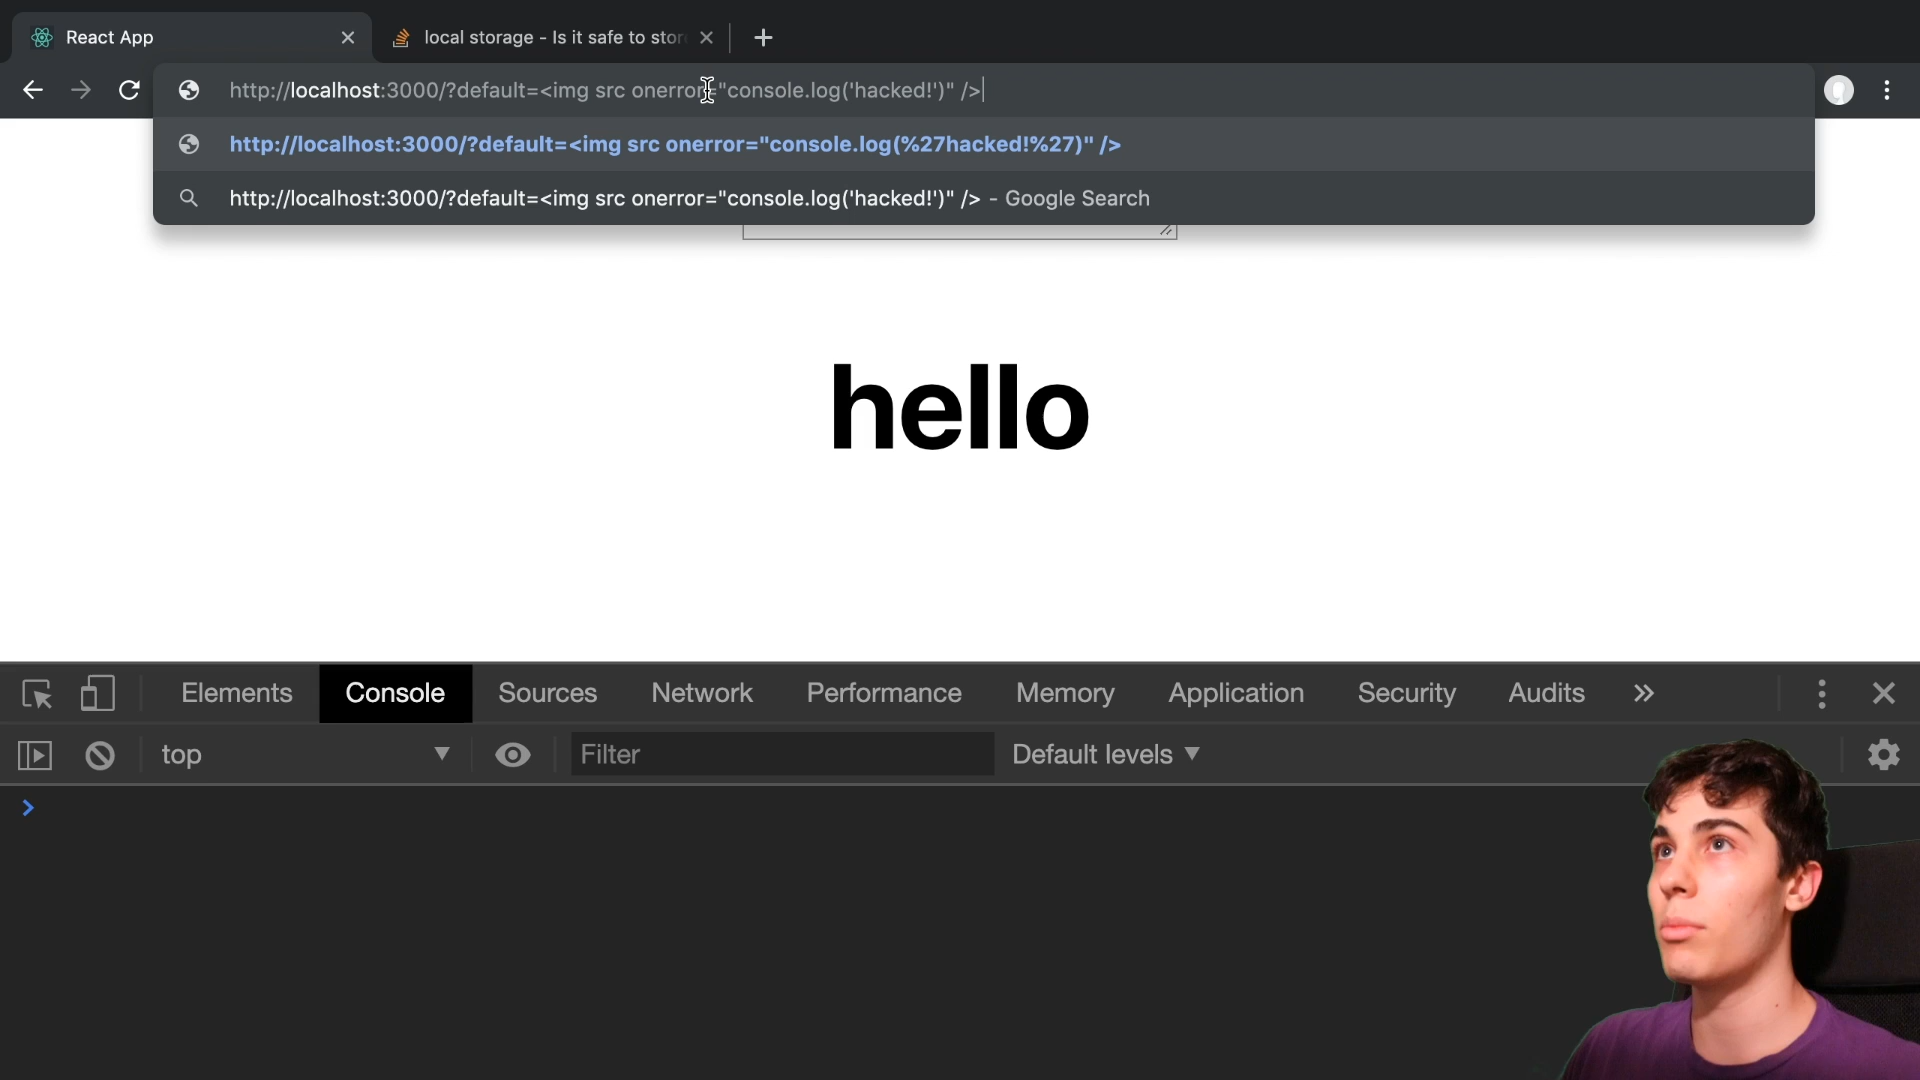 React App
local storage - Is it safe to stor
http://localhost:3000/?default=<img src onerror="console.log('hacked!')" />
http://localhost:3000/?default=<img src onerror="console.log(%27hacked!%27)" />
http://localhost:3000/?default=<img src onerror="console.log('hacked!')" /> - Google Search
hello
Elements Console Sources Network Performance Memory Application Security Audits
top Filter Default levels